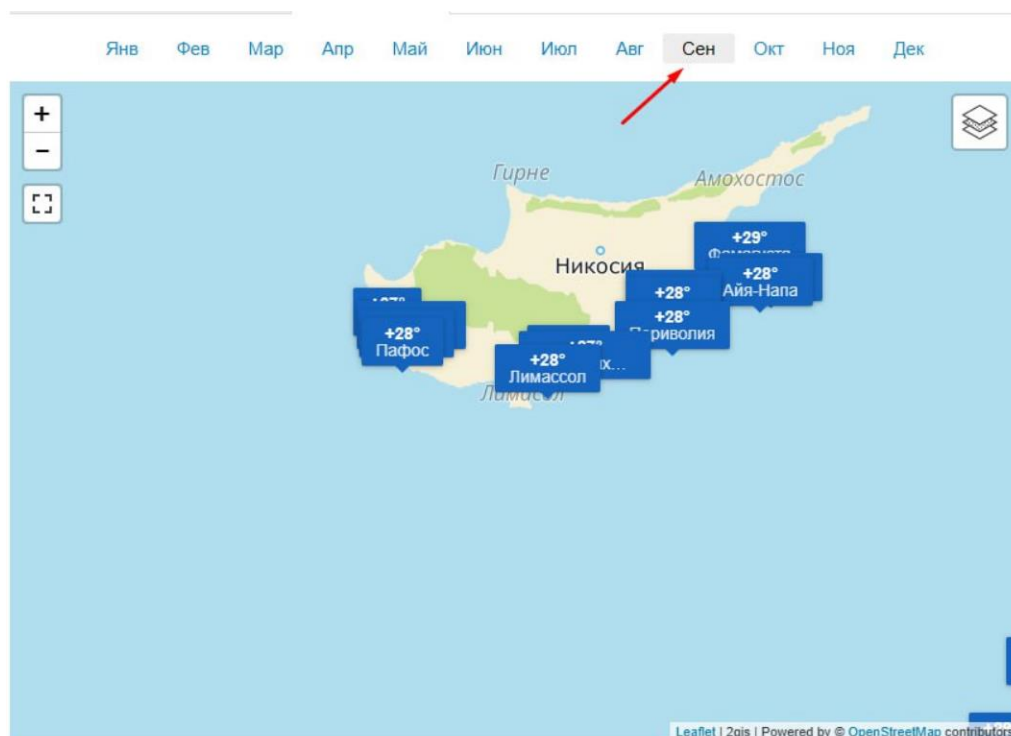 Янв Фев Мар Апр Май Июн Июл Авг Сен Окт Ноя Дек
+
−
Гирне
Амохостос
Никосия
+29°
+28°
Айя-Напа
+28°
+28°
+28°
Пафос
+28°
Лимассол
Leaflet | 2gis | Powered by © OpenStreetMap contributors